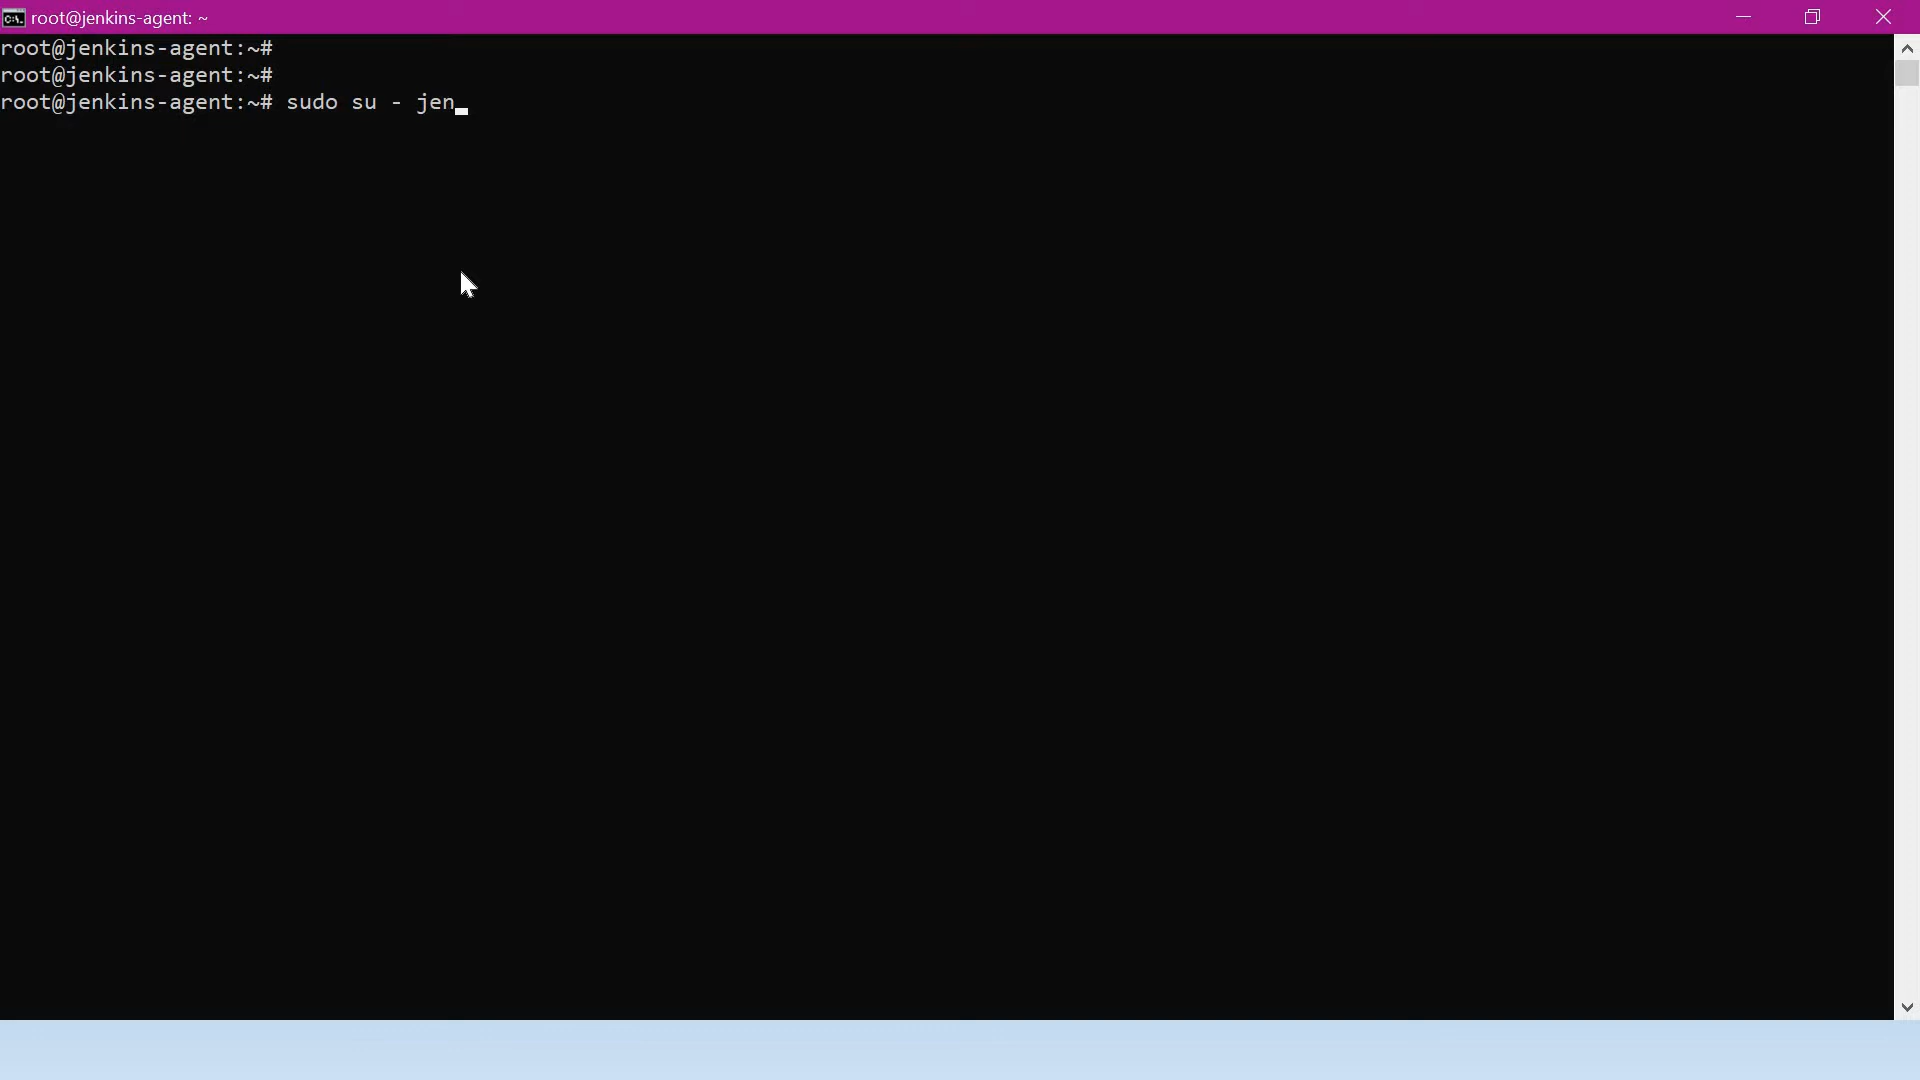 root@jenkins-agent: ~
root@jenkins-agent:~#
root@jenkins-agent:~#
root@jenkins-agent:~# sudo su - jen